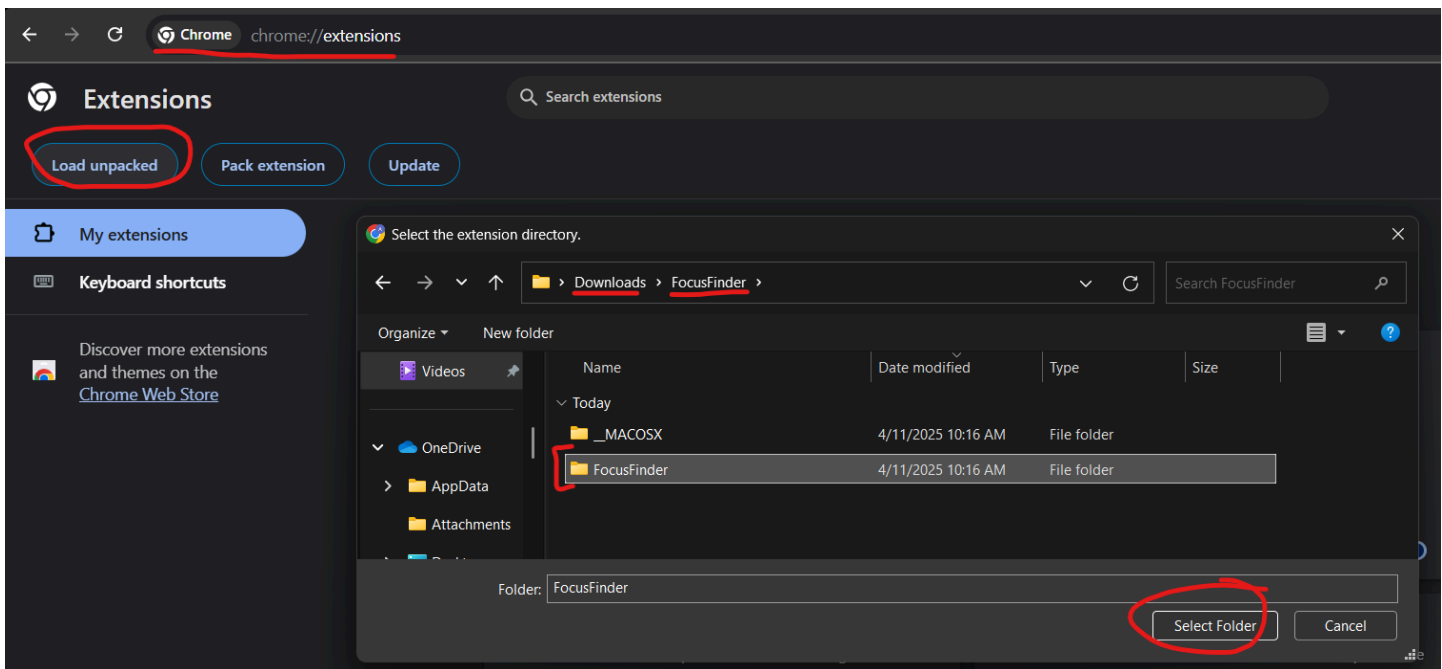 Chrome chrome://extensions
Extensions
Search extensions
Load unpacked Pack extension Update
My extensions
Keyboard shortcuts
Discover more extensions
and themes on the
Chrome Web Store
Select the extension directory.
Downloads FocusFinder
Search FocusFinder
Organize New folder
Videos
OneDrive
AppData
Attachments
Name Date modified Type Size
Today
__MACOSX 4/11/2025 10:16 AM File folder
FocusFinder 4/11/2025 10:16 AM File folder
Folder: FocusFinder
Select Folder Cancel